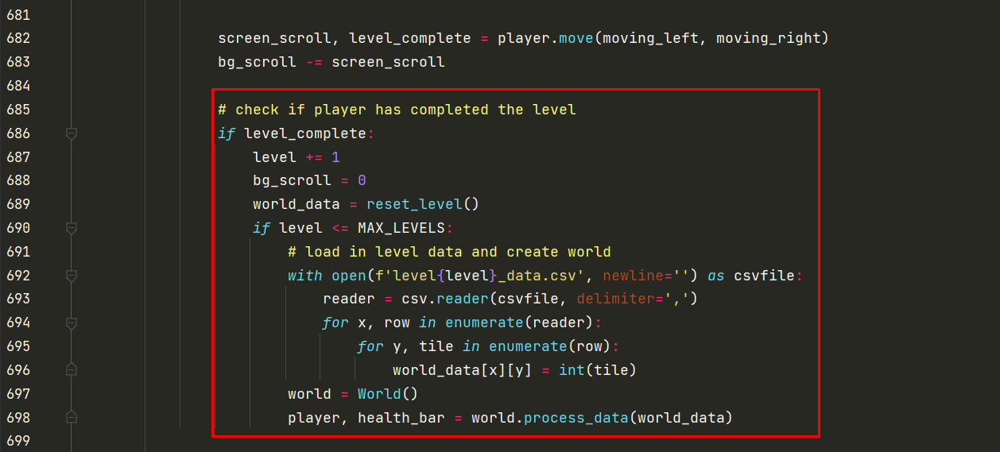 681
682 screen_scroll, level_complete = player.move(moving_left, moving_right)
683 bg_scroll -= screen_scroll
684
685 # check if player has completed the level
686 if level_complete:
687 level += 1
688 bg_scroll = 0
689 world_data = reset_level()
690 if level <= MAX_LEVELS:
691 # load in level data and create world
692 with open(f'level{level}_data.csv', newline='') as csvfile:
693 reader = csv.reader(csvfile, delimiter=',')
694 for x, row in enumerate(reader):
695 for y, tile in enumerate(row):
696 world_data[x][y] = int(tile)
697 world = World()
698 player, health_bar = world.process_data(world_data)
699